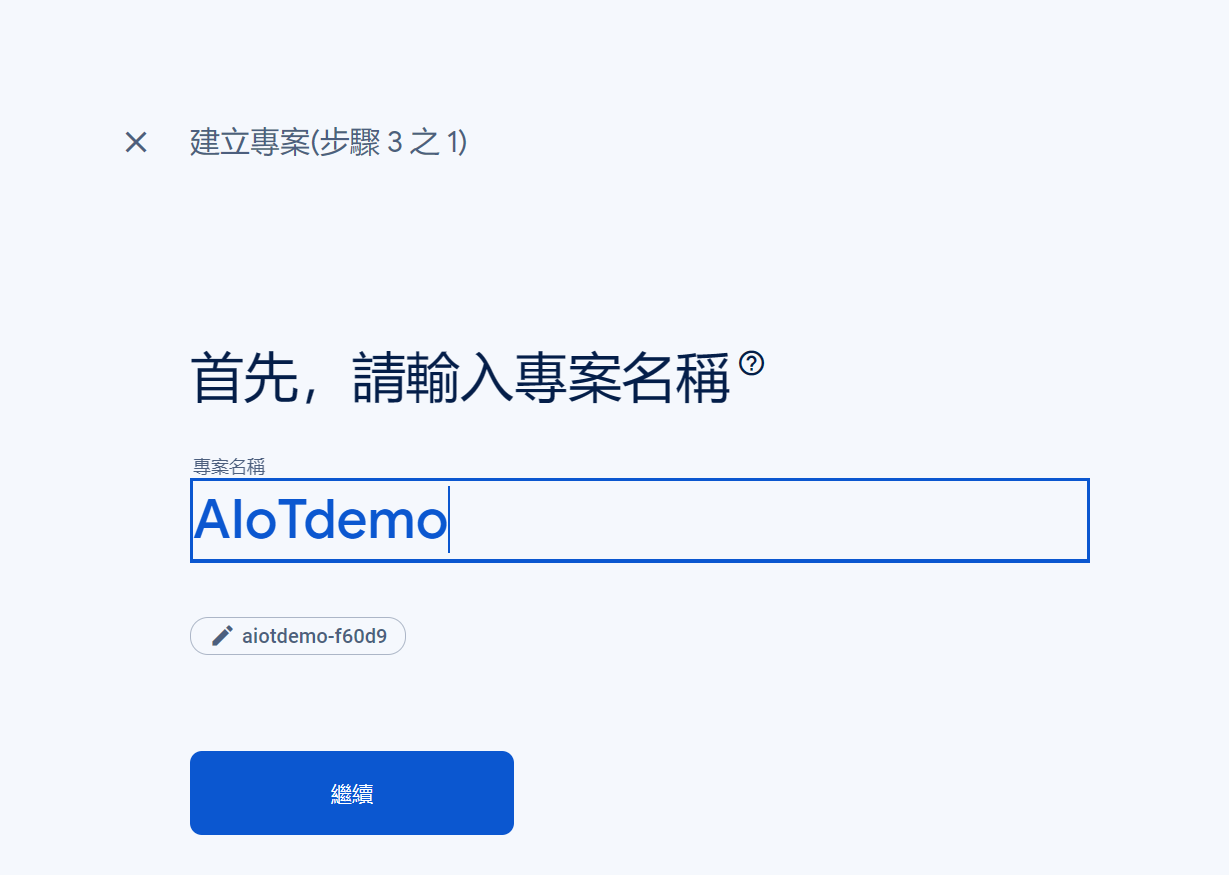 建立專案(步驟 3 之 1)
首先，請輸入專案名稱
專案名稱
AIoTdemo
aiotdemo-f60d9
繼續